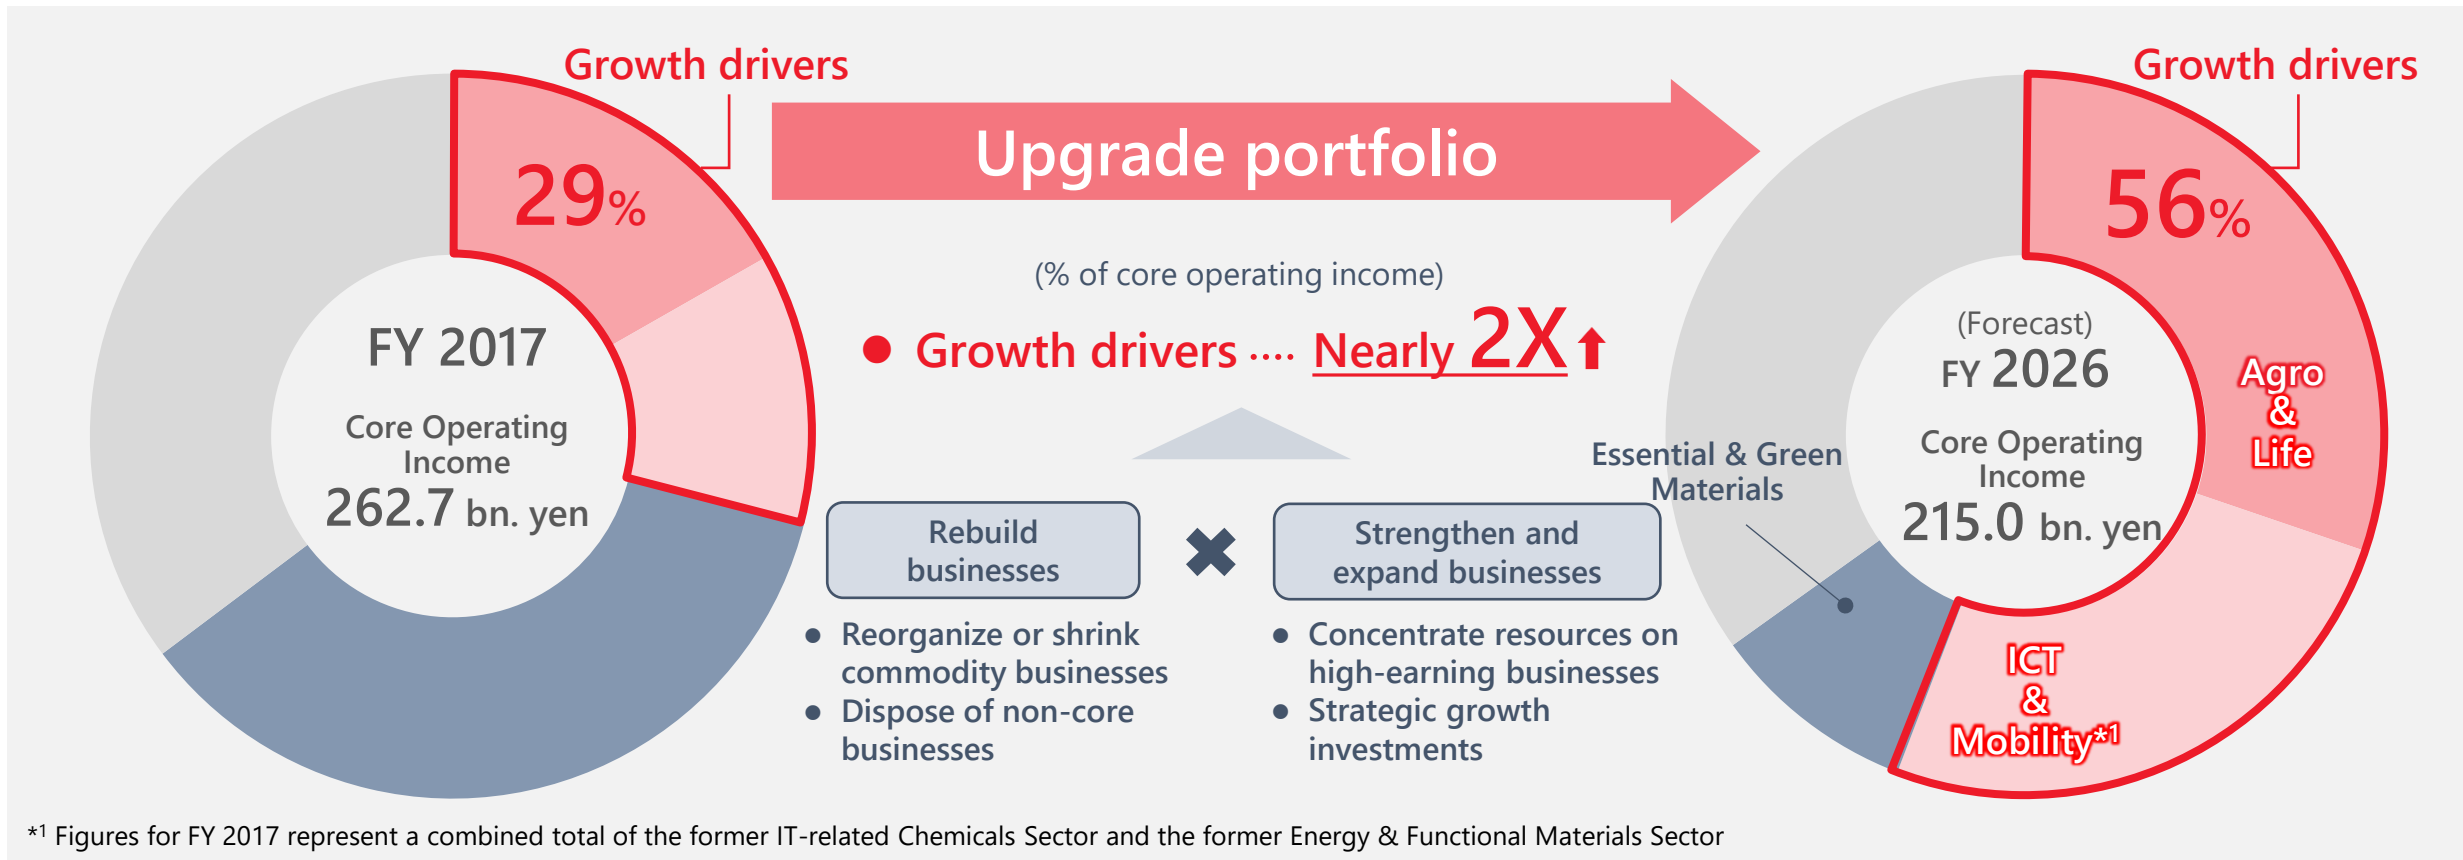 Growth drivers
29%
FY 2017
Core Operating
Income
262.7 bn. yen
Upgrade portfolio
(% of core operating income)
● Growth drivers ···· Nearly 2X
Rebuild
businesses
● Reorganize or shrink
commodity businesses
● Dispose of non-core
businesses
Strengthen and
expand businesses
● Concentrate resources on
high-earning businesses
● Strategic growth
investments
Growth drivers
56%
(Forecast)
FY 2026
Core Operating
Income
215.0 bn. yen
Agro
&
Life
Essential & Green
Materials
ICT
&
Mobility*1
*1 Figures for FY 2017 represent a combined total of the former IT-related Chemicals Sector and the former Energy & Functional Materials Sector